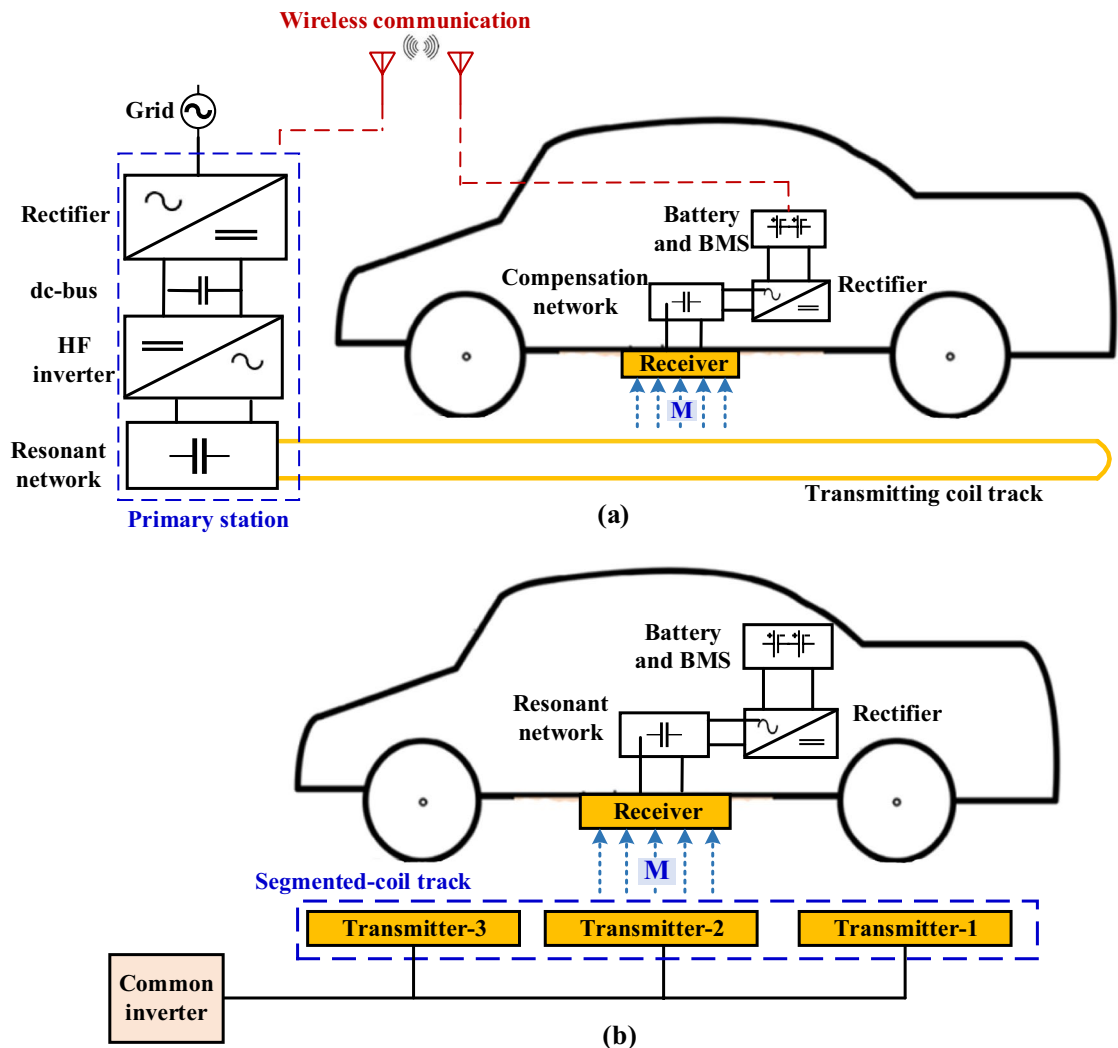 Wireless communication
Grid
Rectifier
dc-bus
HF
inverter
Resonant
network
Primary station
Battery
and BMS
Compensation
network
Rectifier
Receiver
M
Transmitting coil track
(a)
Battery
and BMS
Resonant
network
Rectifier
Receiver
M
Segmented-coil track
Transmitter-3
Transmitter-2
Transmitter-1
Common
inverter
(b)